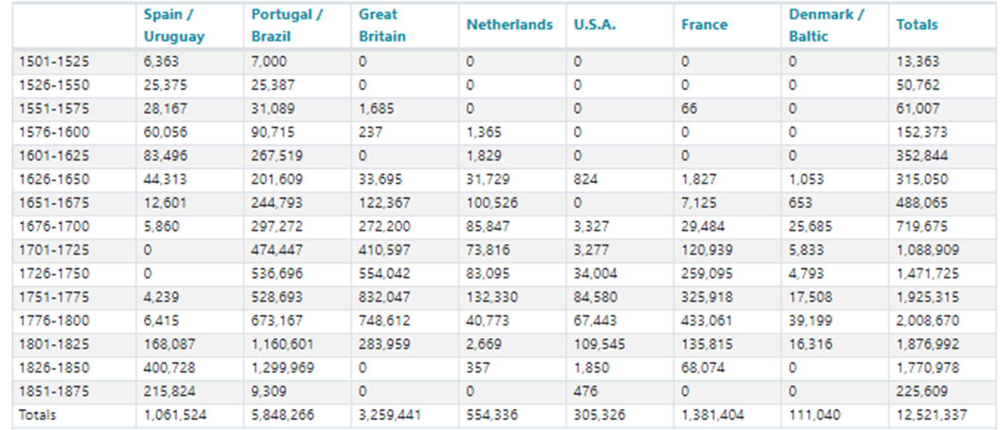 Spain / Uruguay Portugal / Brazil Great Britain Netherlands U.S.A. France Denmark / Baltic Totals
1501-1525 6,363 7,000 0 0 0 0 0 13,363
1526-1550 25,375 25,387 0 0 0 0 0 50,762
1551-1575 28,167 31,089 1,685 0 0 66 0 61,007
1576-1600 60,056 90,715 237 1,365 0 0 0 152,373
1601-1625 83,496 267,519 0 1,829 0 0 0 352,844
1626-1650 44,313 201,609 33,695 31,729 824 1,827 1,053 315,050
1651-1675 12,601 244,793 122,367 100,526 0 7,125 653 488,065
1676-1700 5,860 297,272 272,200 85,847 3,327 29,484 25,685 719,675
1701-1725 0 474,447 410,597 73,816 3,277 120,939 5,833 1,088,909
1726-1750 0 536,696 554,042 83,095 34,004 259,095 4,793 1,471,725
1751-1775 4,239 528,693 832,047 132,330 84,580 325,918 17,508 1,925,315
1776-1800 6,415 673,167 748,612 40,773 67,443 433,061 39,199 2,008,670
1801-1825 168,087 1,160,601 283,959 2,669 109,545 135,815 16,316 1,876,992
1826-1850 400,728 1,299,969 0 357 1,850 68,074 0 1,770,978
1851-1875 215,824 9,309 0 0 476 0 0 225,609
Totals 1,061,524 5,848,266 3,259,441 554,336 305,326 1,381,404 111,040 12,521,337